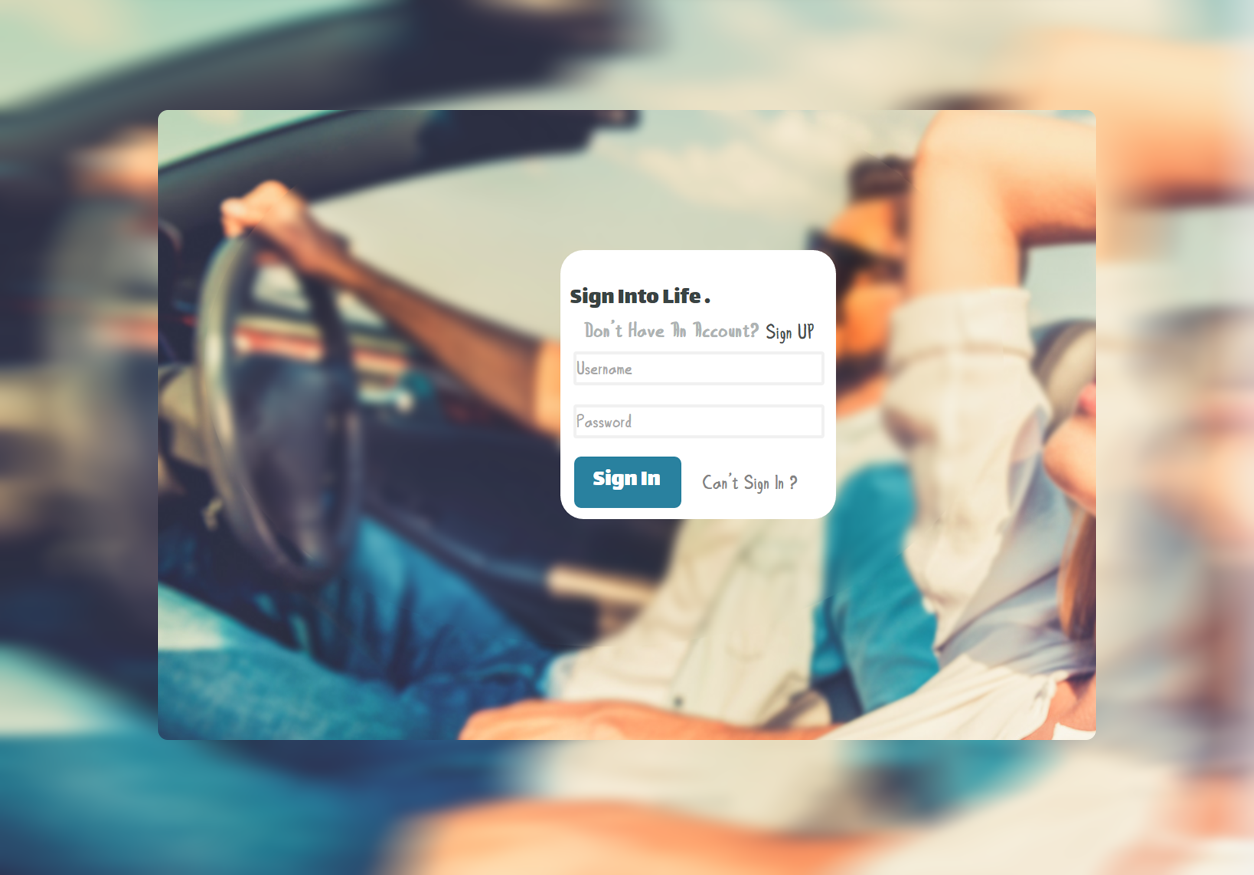 Sign Into Life .
Don't Have An Account? Sign UP
Username
Password
Sign In Can't Sign In ?